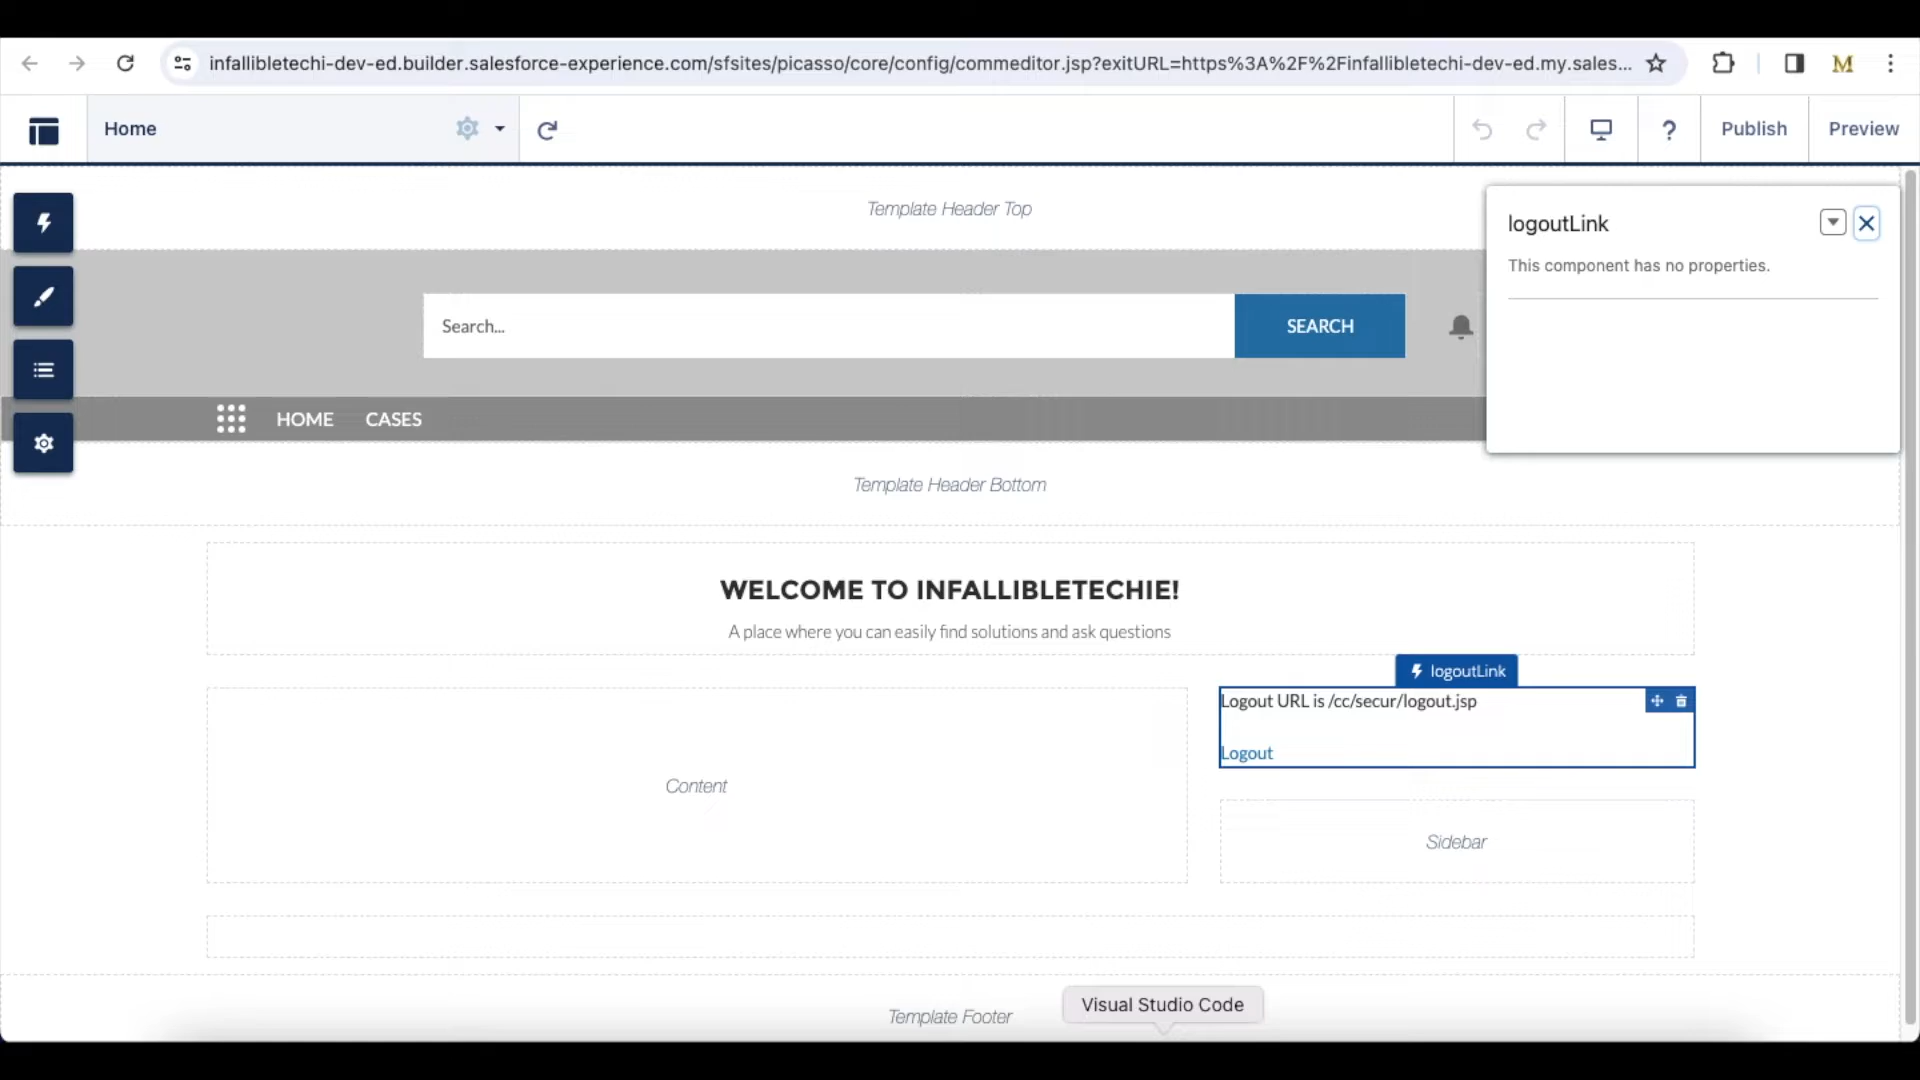 infallibletechi-dev-ed.builder.salesforce-experience.com/sfsites/picasso/core/config/commeditor.jsp?exitURL=https%3A%2F%2Finfallibletechi-dev-ed.my.sales...
M
Home
?
Publish
Preview
Template Header Top
logoutLink
This component has no properties.
Search...
SEARCH
HOME
CASES
Template Header Bottom
WELCOME TO INFALLIBLETECHIE!
A place where you can easily find solutions and ask questions
logoutLink
Logout URL is /cc/secur/logout.jsp
Logout
Content
Sidebar
Visual Studio Code
Template Footer